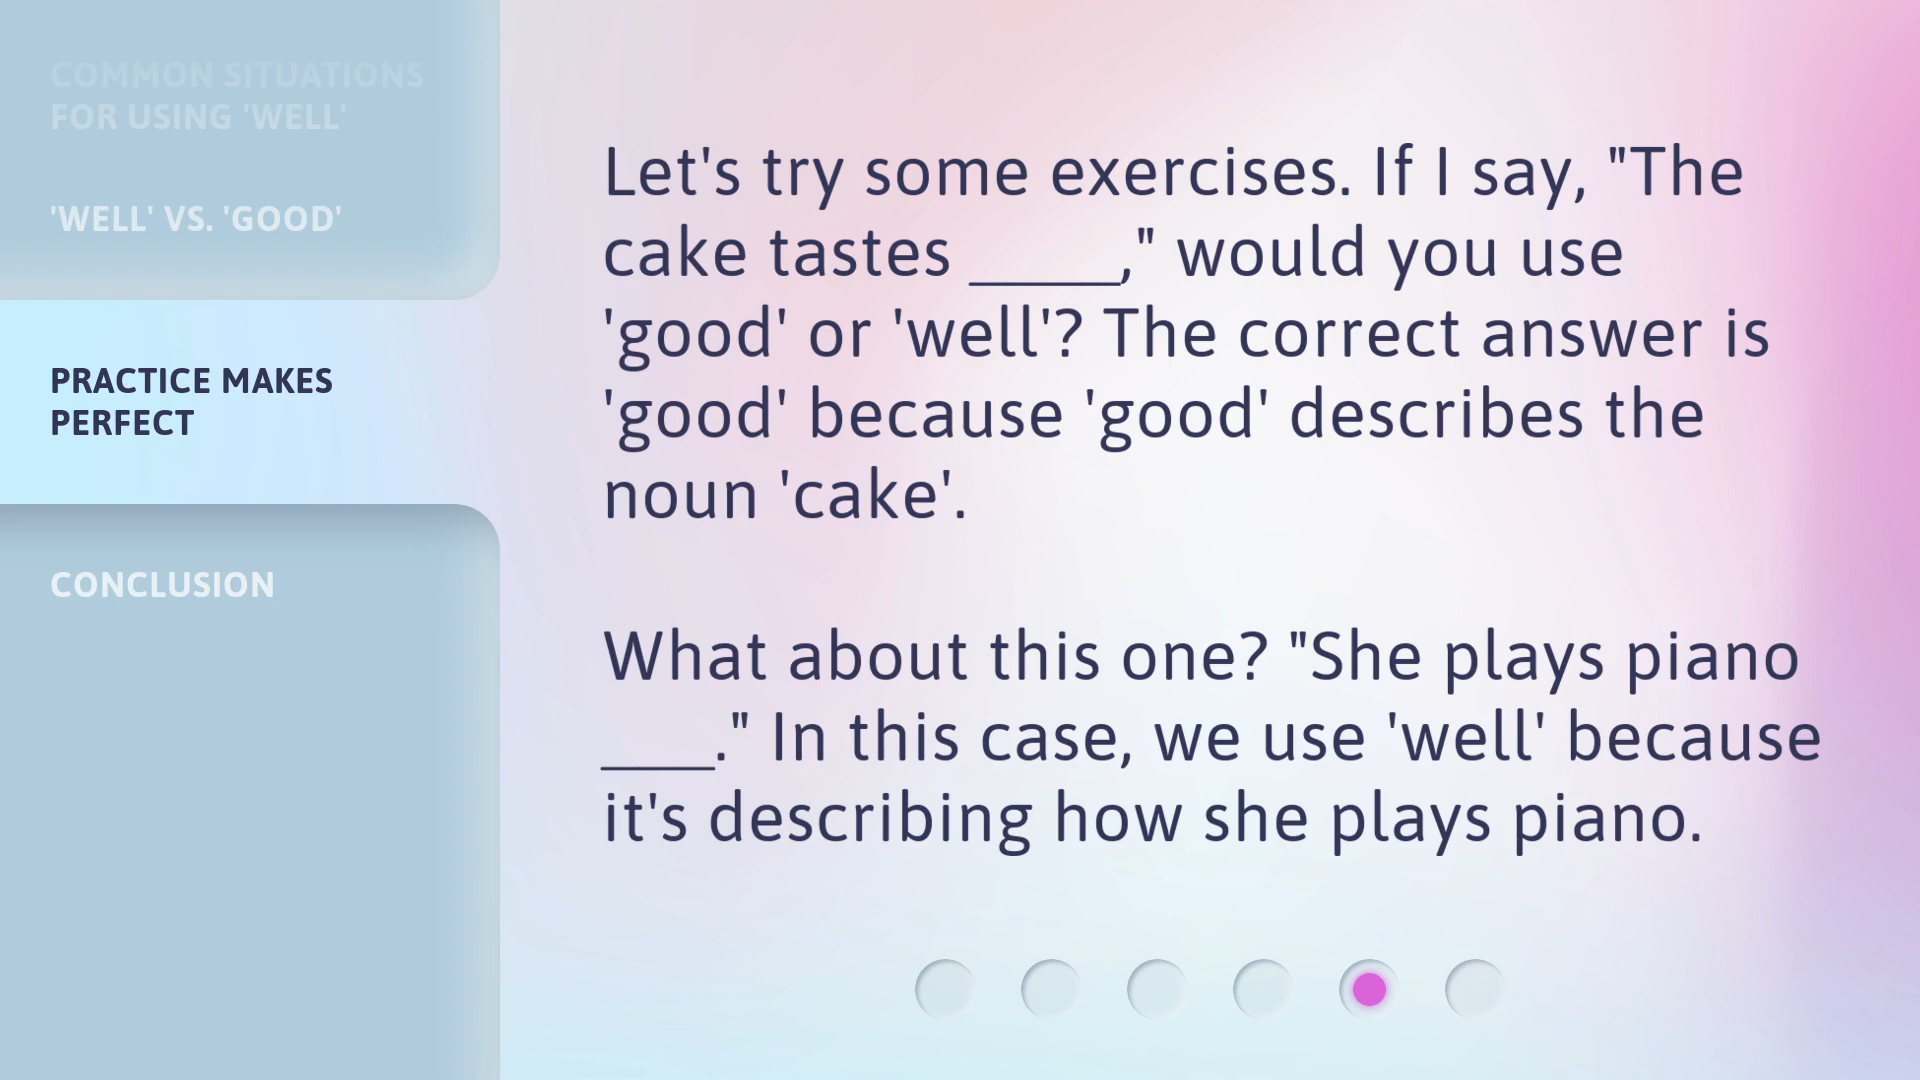 COMMON SITUATIONS
FOR USING 'WELL'
'WELL' VS. 'GOOD'
PRACTICE MAKES
PERFECT
CONCLUSION
Let's try some exercises. If I say, "The
cake tastes ____," would you use
'good' or 'well'? The correct answer is
'good' because 'good' describes the
noun 'cake'.
What about this one? "She plays piano
___." In this case, we use 'well' because
it's describing how she plays piano.